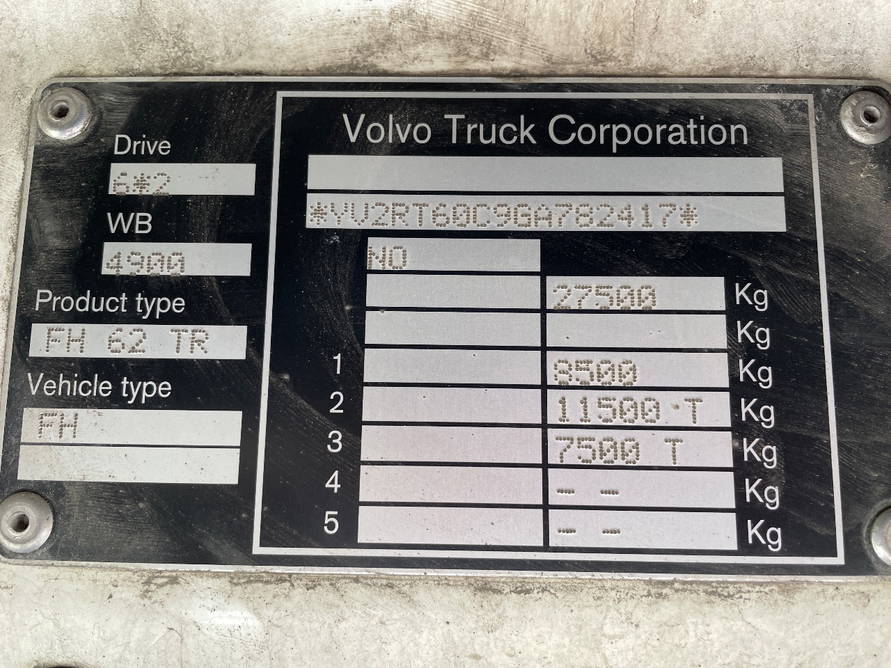 Volvo Truck Corporation
Drive
6*2
WB
4900
Product type
FH 62 TR
Vehicle type
FH
*YV2RT60C9GA782417*
NO
27500 Kg
Kg
1 8500 Kg
2 11500 T Kg
3 7500 T Kg
4 - - Kg
5 - - Kg